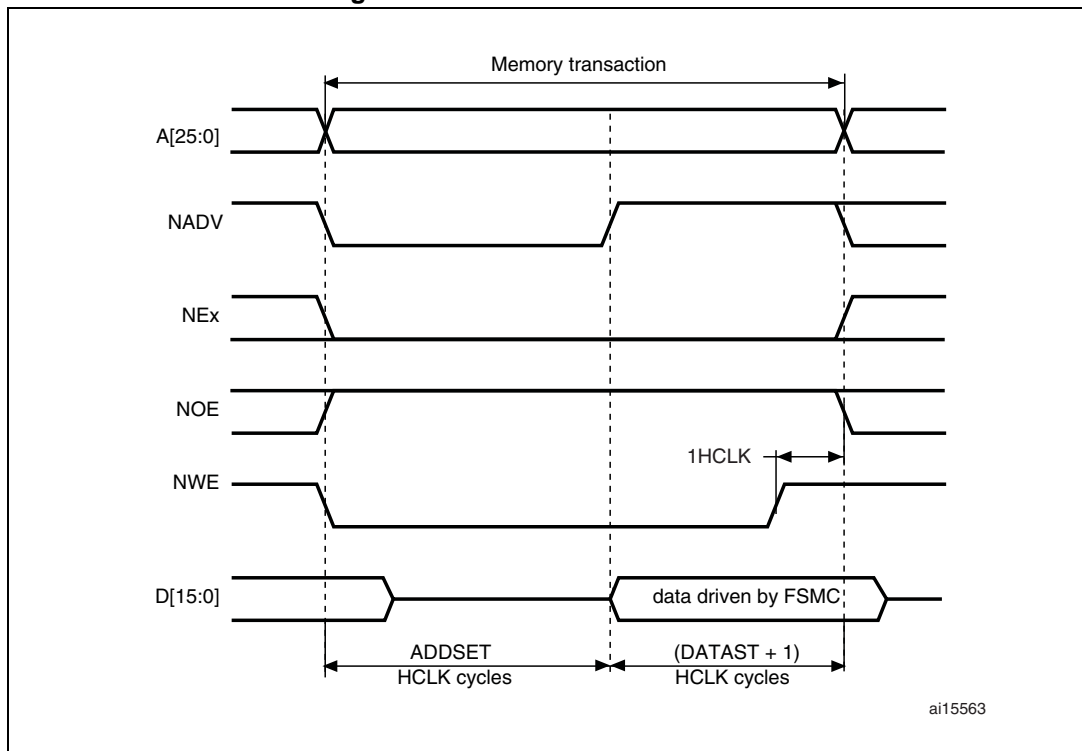 g
Memory transaction
A[25:0]
NADV
NEx
NOE
1HCLK
NWE
D[15:0]
data driven by FSMC
ADDSET
HCLK cycles
(DATAST + 1)
HCLK cycles
ai15563